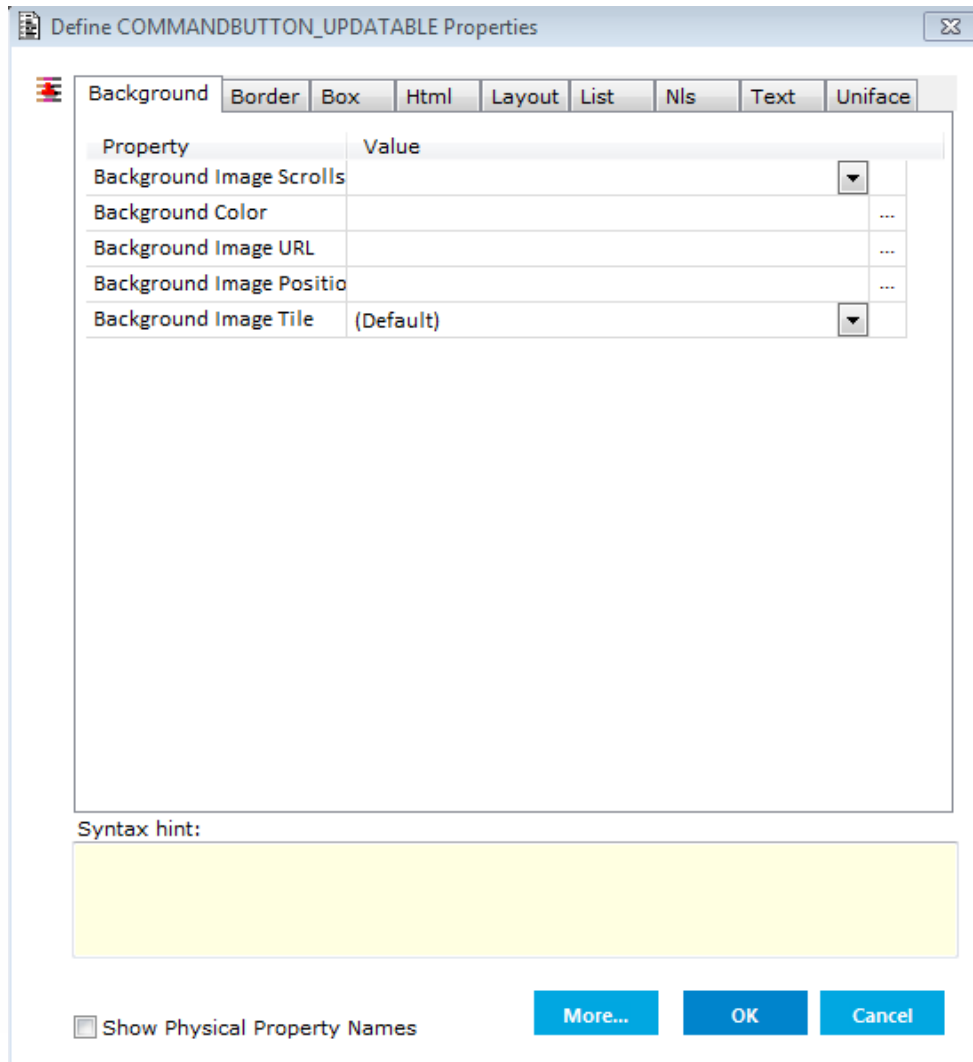 Define COMMANDBUTTON_UPDATABLE Properties
Background Border Box Html Layout List Nls Text Uniface
Property Value
Background Image Scrolls
Background Color ...
Background Image URL ...
Background Image Positio ...
Background Image Tile (Default)
Syntax hint:
Show Physical Property Names More... OK Cancel